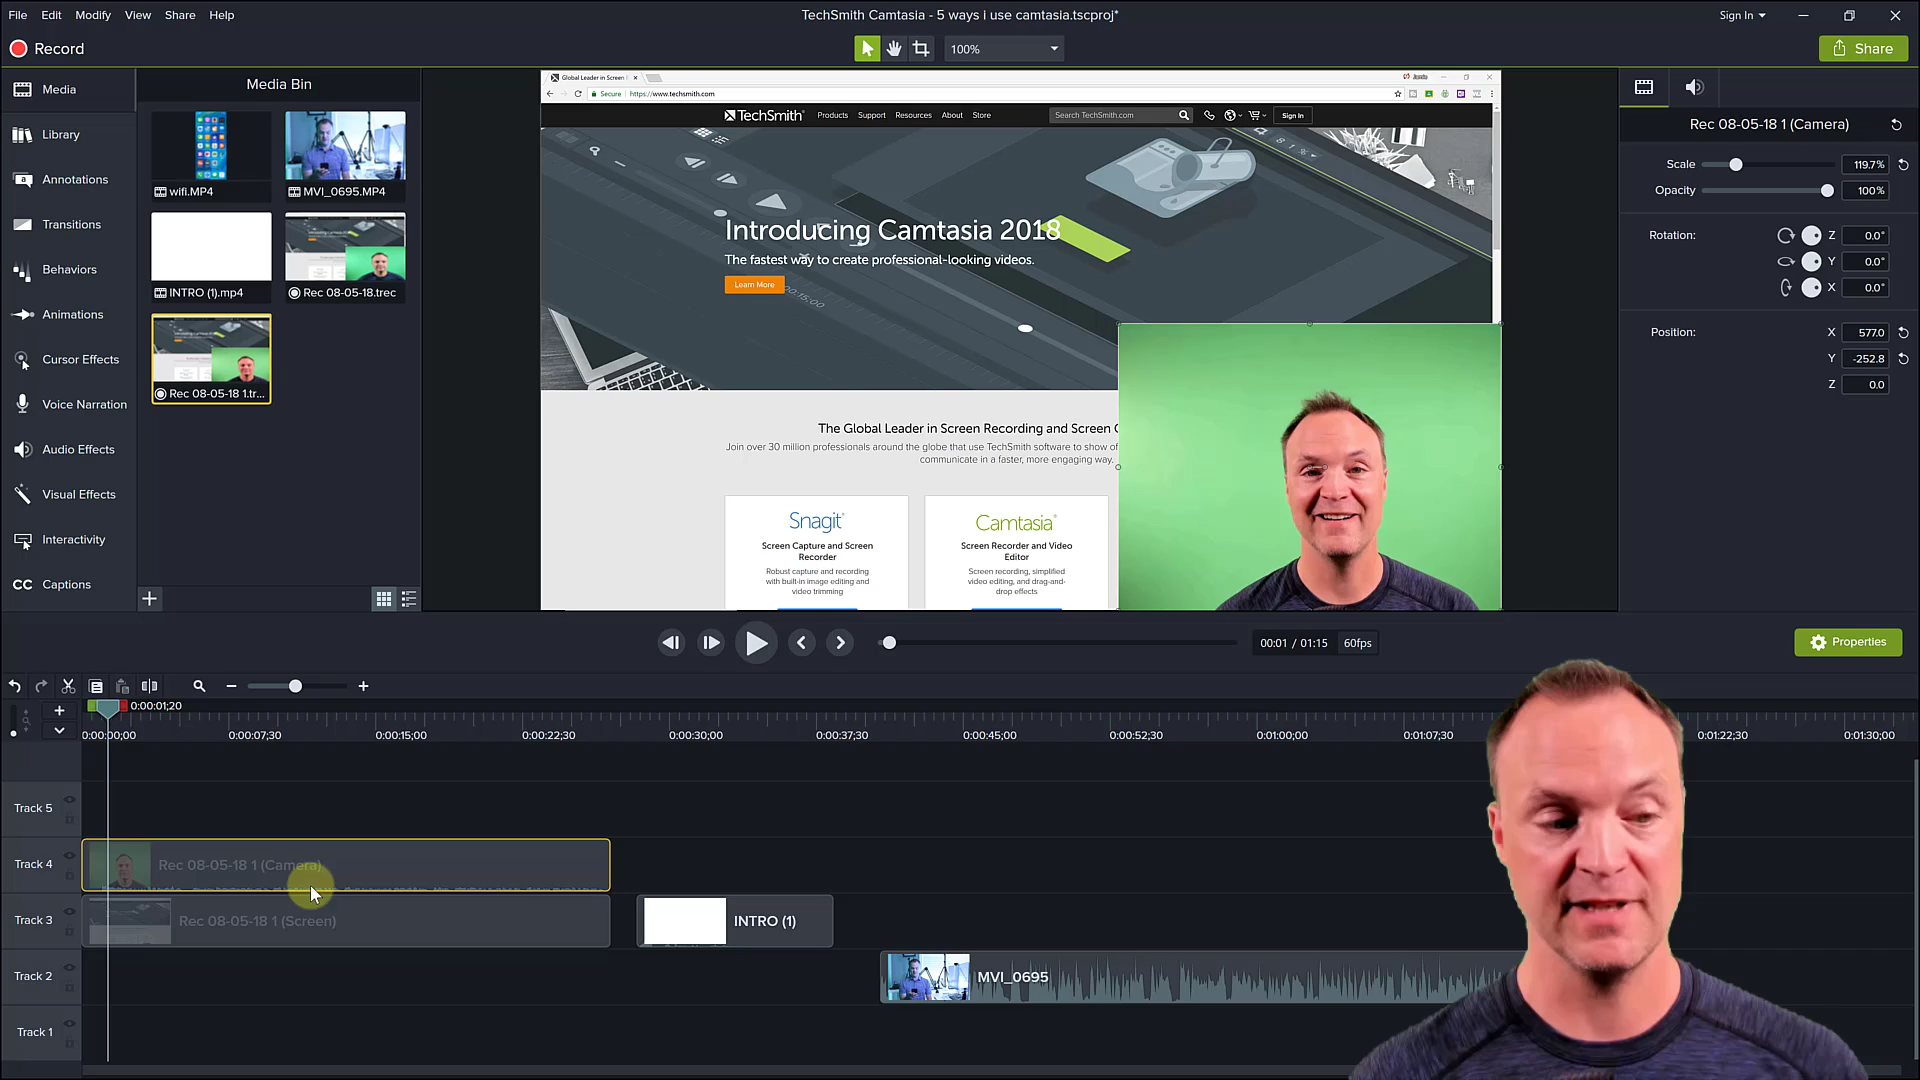 File Edit Modify View Share Help
TechSmith Camtasia - 5 ways i use camtasia.tscproj*
Sign In
Record
100%
Share
Media
Library
Annotations
Transitions
Behaviors
Animations
Cursor Effects
Voice Narration
Audio Effects
Visual Effects
Interactivity
CC Captions
Media Bin
wifi.MP4
MVI_0695.MP4
INTRO (1).mp4
Rec 08-05-18.trec
Rec 08-05-18 1.tr...
Global Leader in Screen
Secure https://www.techsmith.com
TechSmith Products Support Resources About Store Search TechSmith.com Sign In
Introducing Camtasia 2018
The fastest way to create professional-looking videos.
Learn More
00:15:00
The Global Leader in Screen Recording and Screen C
Join over 30 million professionals around the globe that use TechSmith software to show of
communicate in a faster, more engaging way.
Snagit
Screen Capture and Screen
Recorder
Robust capture and recording
with built-in image editing and
video trimming
Camtasia
Screen Recorder and Video
Editor
Screen recording, simplified
video editing, and drag-and-
drop effects
Rec 08-05-18 1 (Camera)
Scale 119.7%
Opacity 100%
Rotation: Z 0.0°
Y 0.0°
X 0.0°
Position: X 577.0
Y -252.8
Z 0.0
00:01 / 01:15 60fps
Properties
0:00:01;20
0:00:00;00 0:00:07;30 0:00:15;00 0:00:22;30 0:00:30;00 0:00:37;30 0:00:45;00 0:00:52;30 0:01:00;00 0:01:07;30 0:01:22;30 0:01:30;00
Track 5
Track 4 Rec 08-05-18 1 (Camera)
Track 3 Rec 08-05-18 1 (Screen) INTRO (1)
Track 2 MVI_0695
Track 1